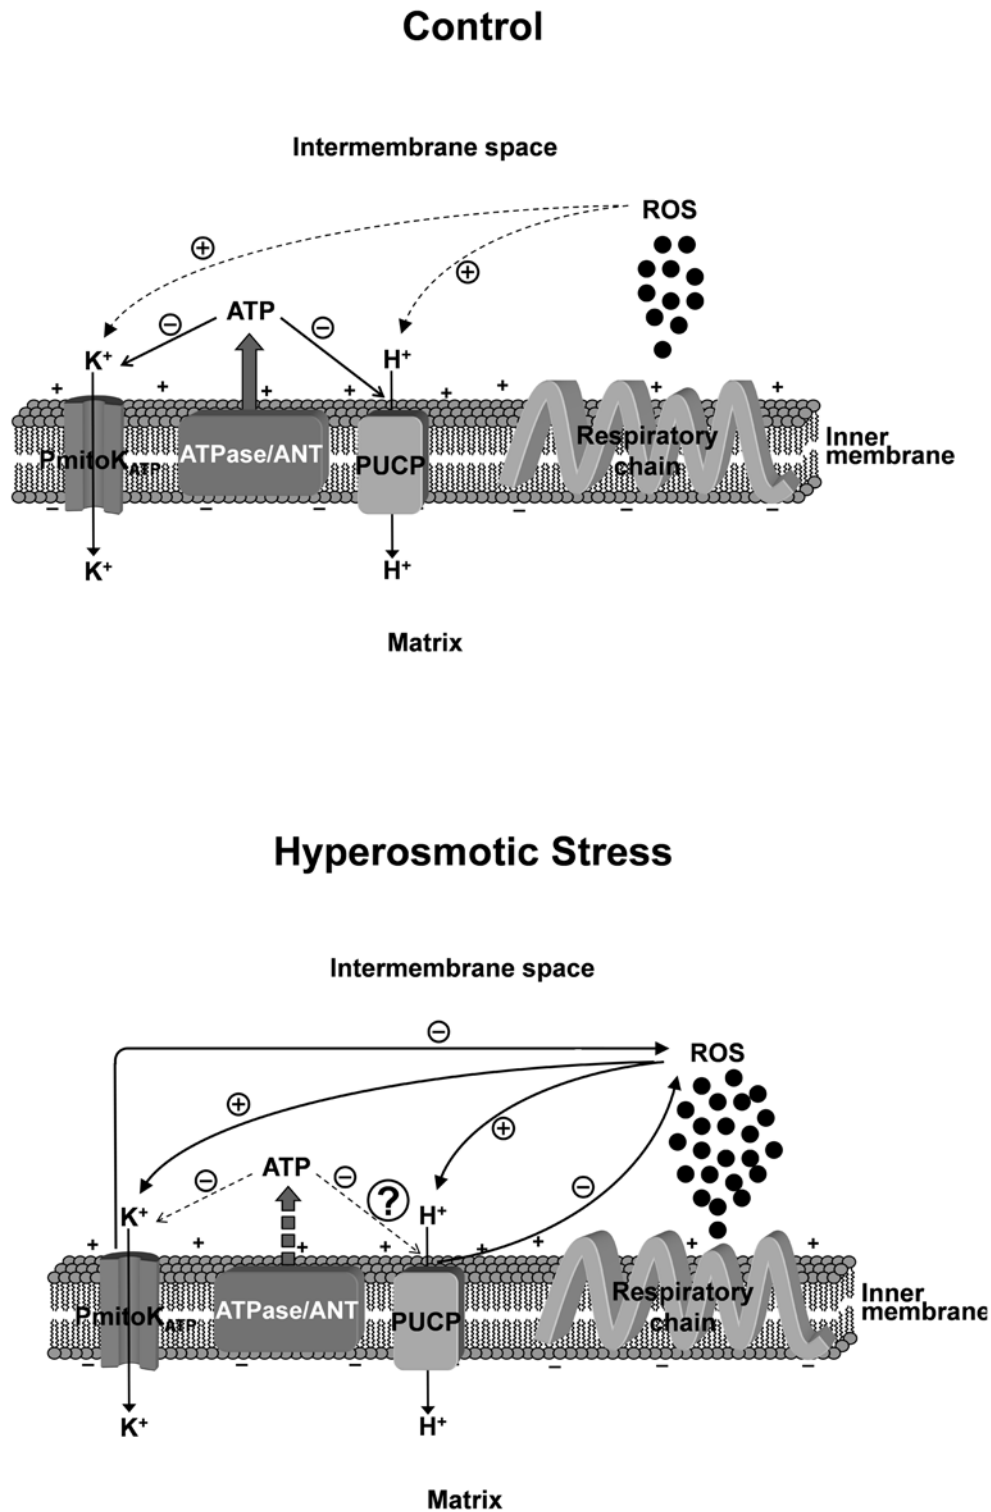 Control
Intermembrane space
ROS
+
+
ATP
−
−
K+
H+
+ + + + + + + +
PmitoKATP
ATPase/ANT
PUCP
Respiratory
chain
Inner
membrane
− − − − − −
K+
H+
Matrix
Hyperosmotic Stress
Intermembrane space
−
ROS
+
+
ATP
−
−
−
?
K+
H+
+ + + + + + + +
PmitoKATP
ATPase/ANT
PUCP
Respiratory
chain
Inner
membrane
− − − − − −
K+
H+
Matrix